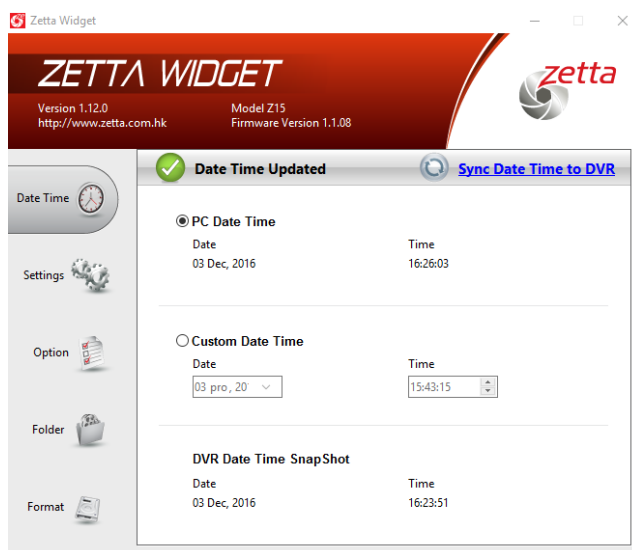 Zetta Widget
ZETTA WIDGET
zetta
Version 1.12.0 Model Z15
http://www.zetta.com.hk Firmware Version 1.1.08
Date Time Updated Sync Date Time to DVR
Date Time
PC Date Time
Date Time
03 Dec, 2016 16:26:03
Settings
Custom Date Time
Option
Date Time
03 pro, 20 15:43:15
Folder
DVR Date Time SnapShot
Date Time
03 Dec, 2016 16:23:51
Format